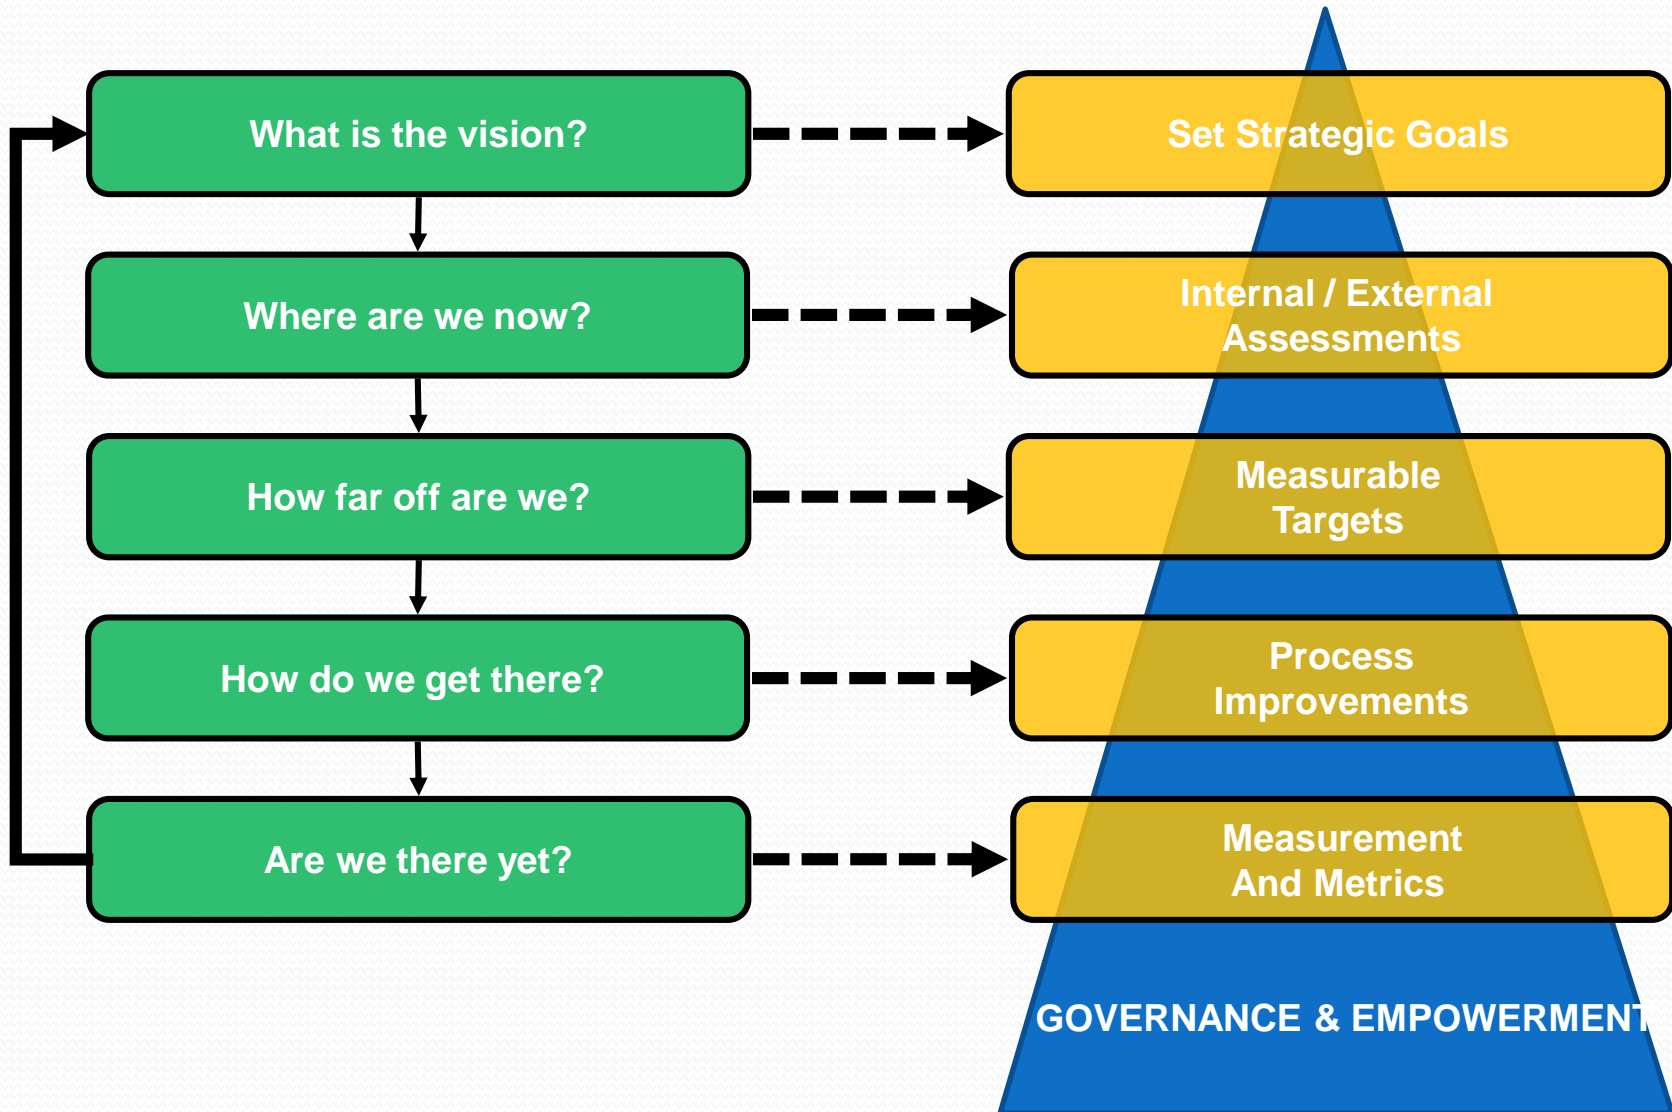 What is the vision?
Set Strategic Goals
Where are we now?
Internal / External
Assessments
How far off are we?
Measurable
Targets
How do we get there?
Process
Improvements
Are we there yet?
Measurement
And Metrics
GOVERNANCE & EMPOWERMENT